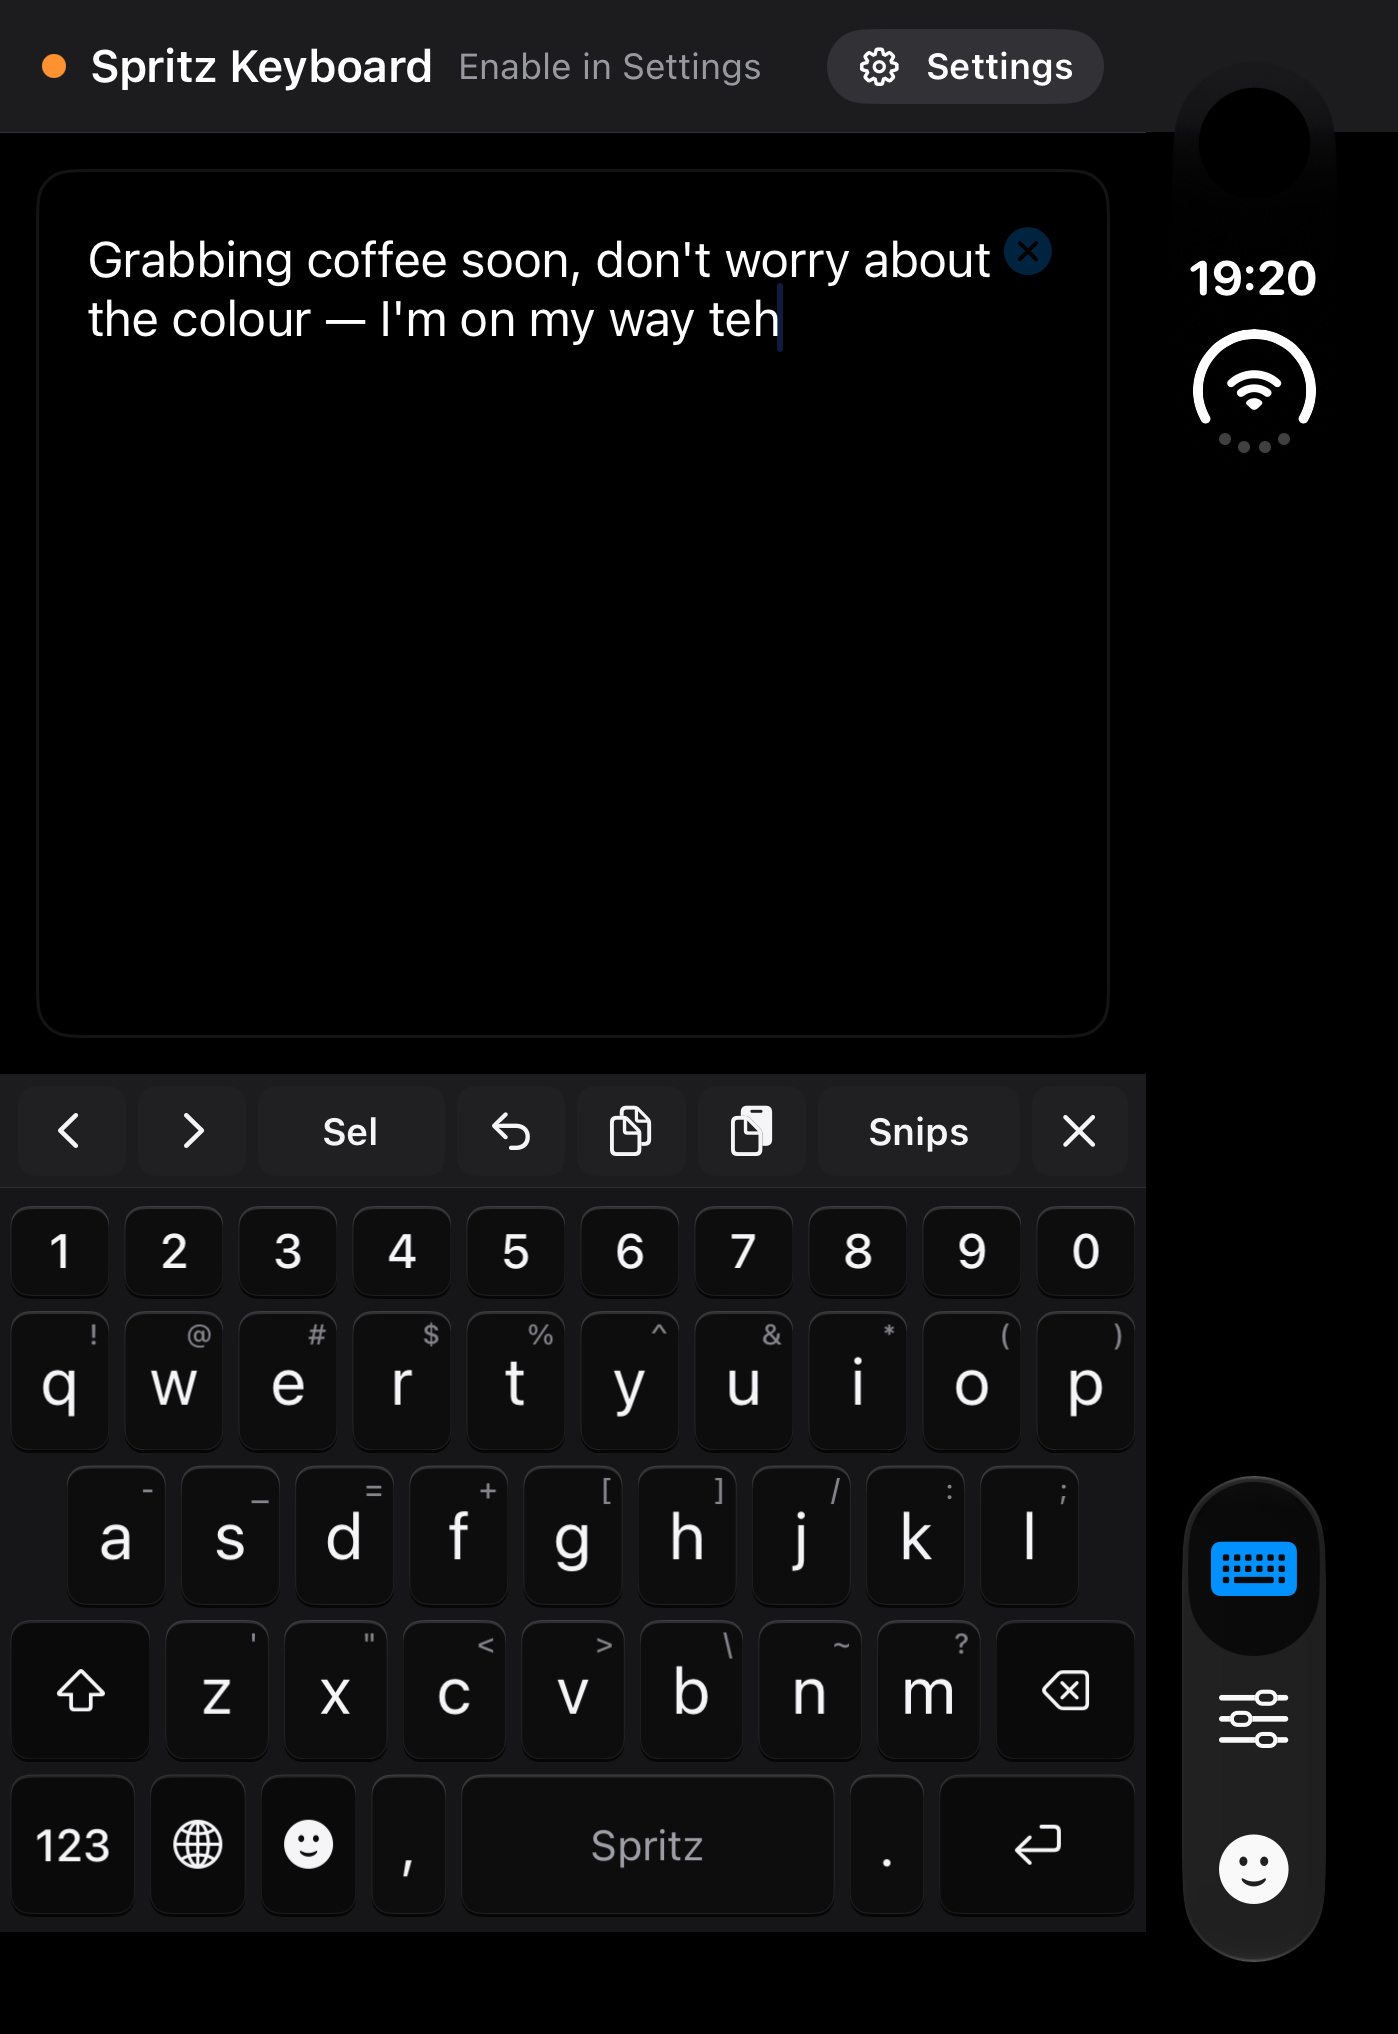 Spritz Keyboard Enable in Settings Settings
19:20
Grabbing coffee soon, don't worry about
the colour — I'm on my way teh
Sel Snips
1 2 3 4 5 6 7 8 9 0
! @ # $ % ^ & * ( )
q w e r t y u i o p
- _ = + [ ] / : ;
a s d f g h j k l
' " < > \ ~ ?
z x c v b n m
123 , Spritz .